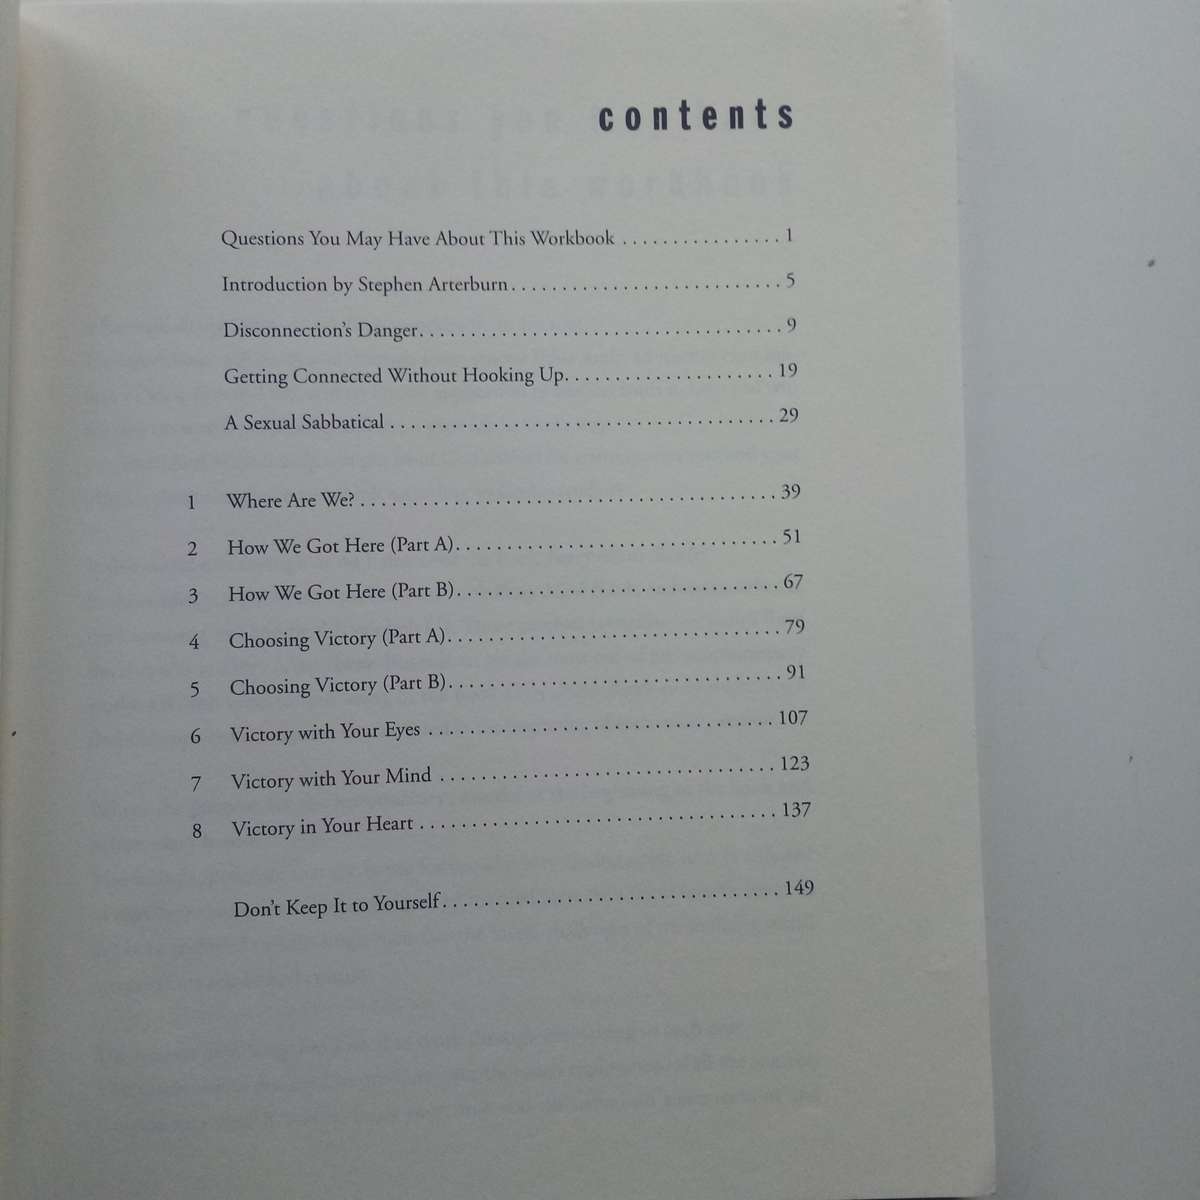 contents
Questions You May Have About This Workbook ................ 1
Introduction by Stephen Arterburn........................... 5
Disconnection's Danger................................... 9
Getting Connected Without Hooking Up.................... 19
A Sexual Sabbatical ..................................... 29
1 Where Are We? ........................................ 39
2 How We Got Here (Part A)............................... 51
3 How We Got Here (Part B)............................... 67
4 Choosing Victory (Part A)................................ 79
5 Choosing Victory (Part B)................................ 91
6 Victory with Your Eyes ................................. 107
7 Victory with Your Mind ................................ 123
8 Victory in Your Heart .................................. 137
Don't Keep It to Yourself................................. 149